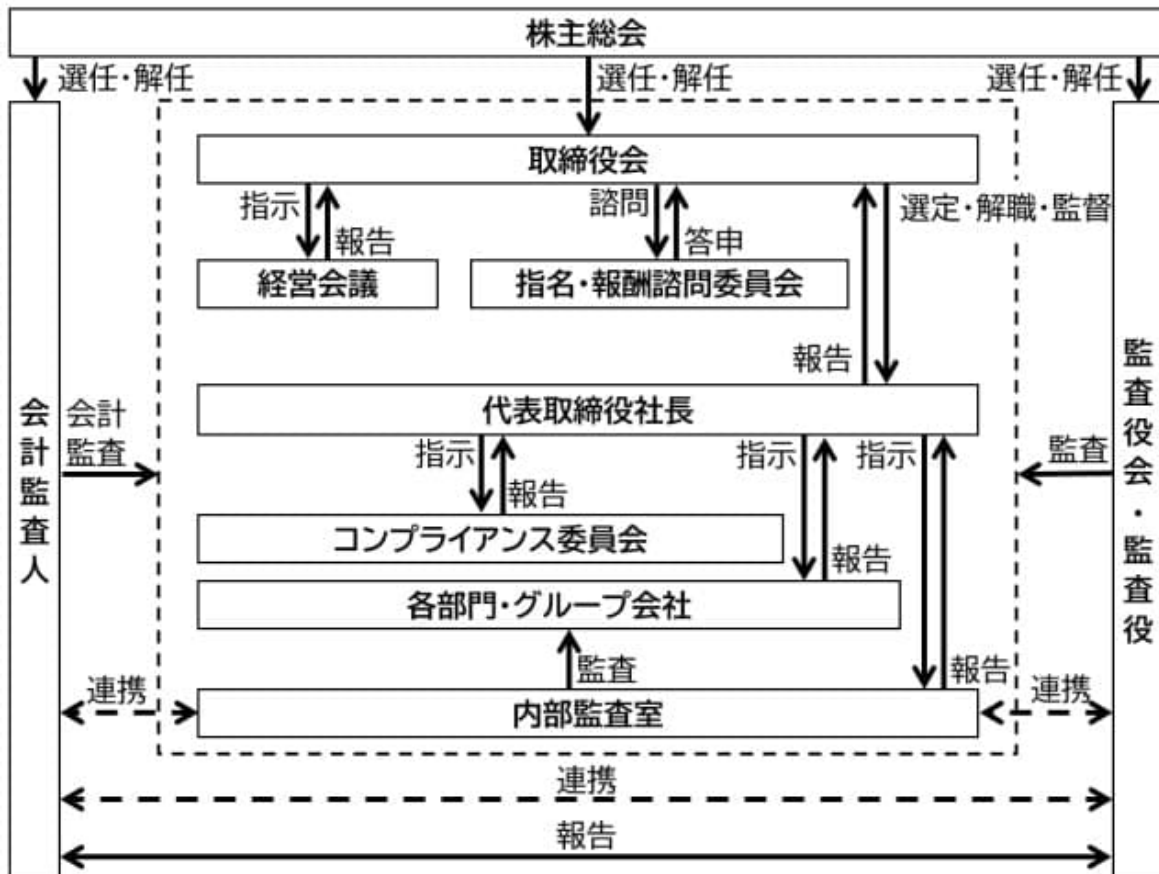 株主総会
選任・解任
選任・解任
選任・解任
取締役会
指示
報告
諮問
答申
選定・解職・監督
経営会議
指名・報酬諮問委員会
報告
代表取締役社長
会計監査人
会計
監査
監査役会・監査役
監査
指示
報告
指示
報告
指示
報告
コンプライアンス委員会
各部門・グループ会社
監査
内部監査室
連携
連携
連携
報告